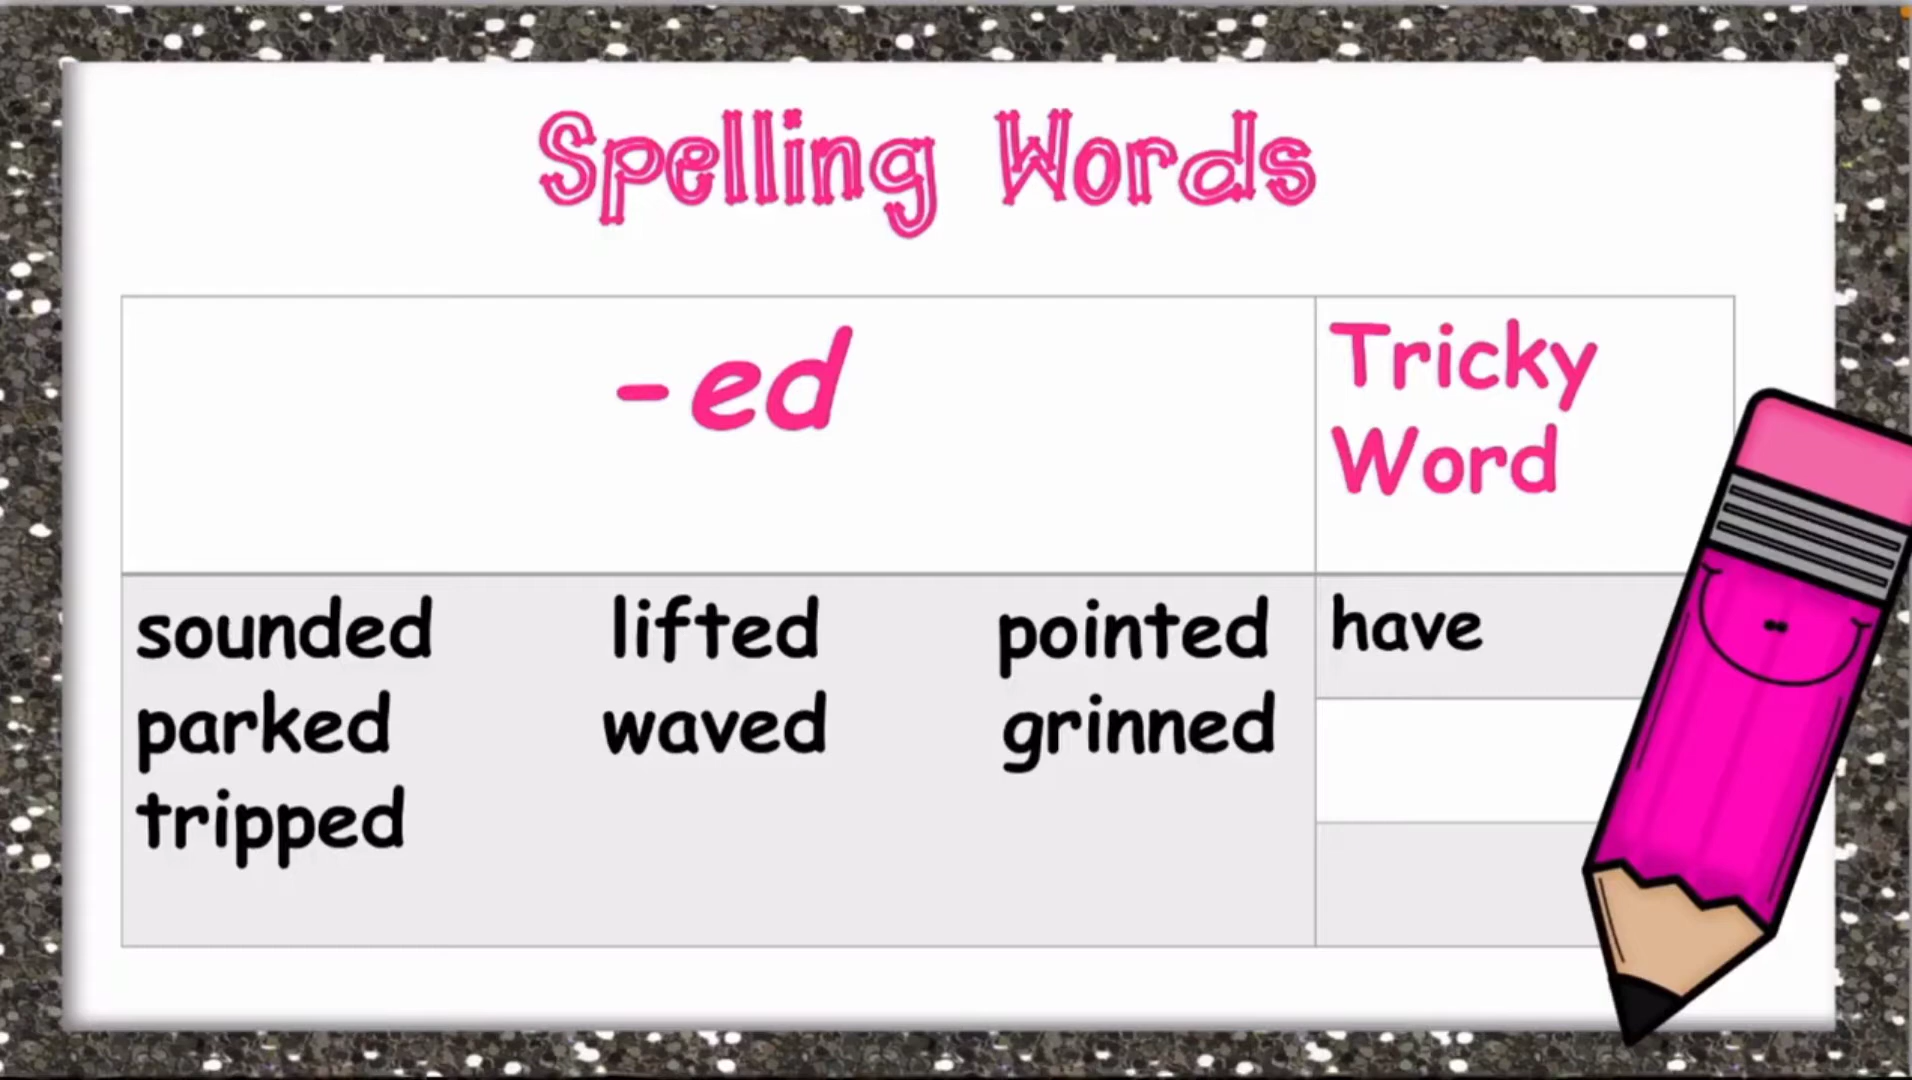 Spelling Words
-ed
Tricky
Word
sounded lifted pointed
parked waved grinned
tripped
have